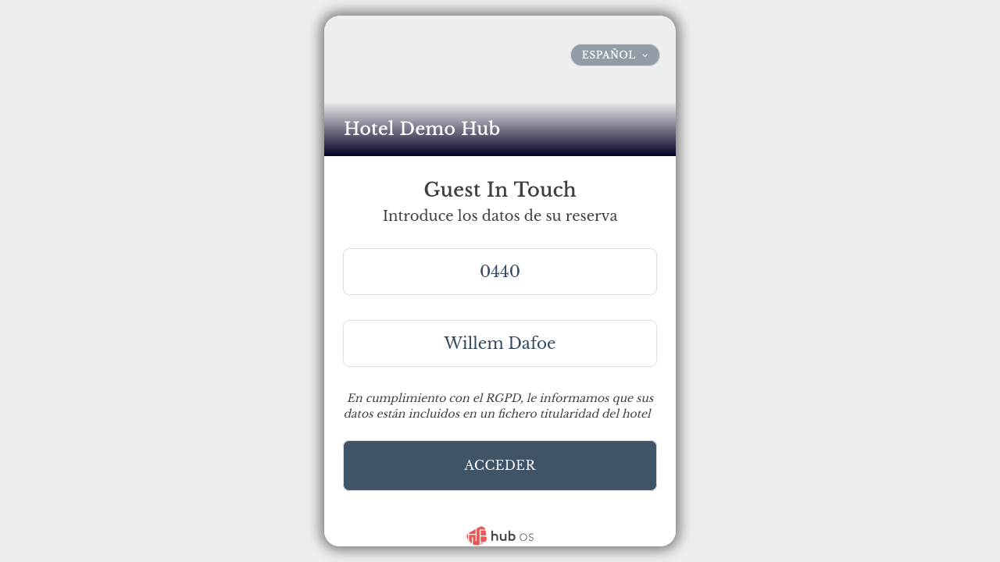 ESPAÑOL
Hotel Demo Hub
Guest In Touch
Introduce los datos de su reserva
0440
Willem Dafoe
En cumplimiento con el RGPD, le informamos que sus
datos están incluidos en un fichero titularidad del hotel
ACCEDER
hub OS